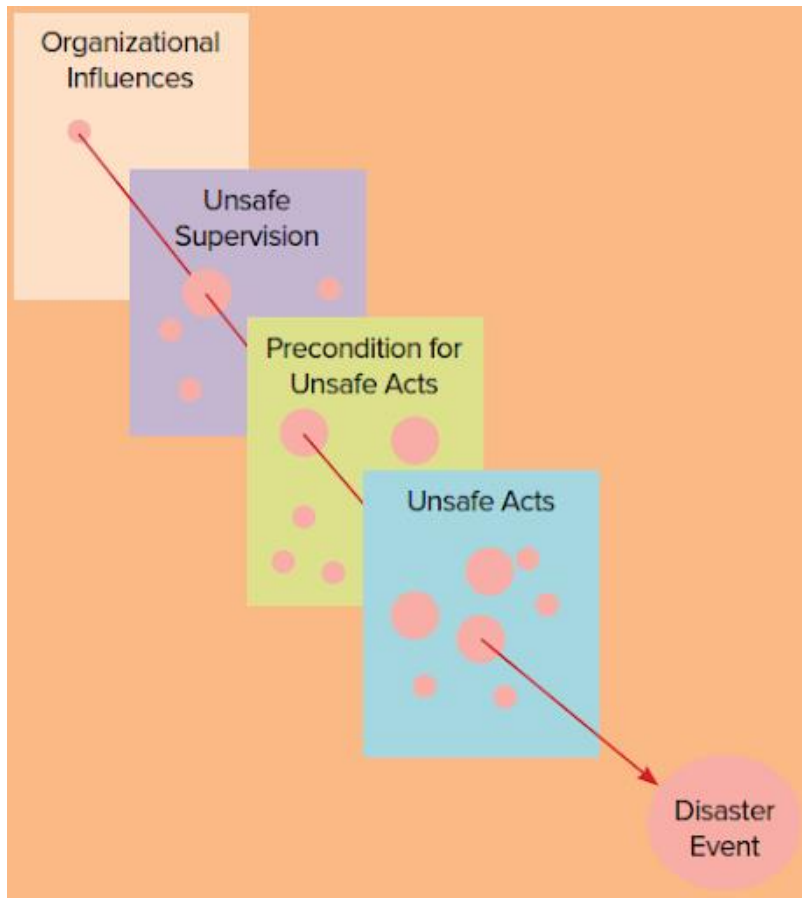 Organizational
Influences
Unsafe
Supervision
Precondition for
Unsafe Acts
Unsafe Acts
Disaster
Event